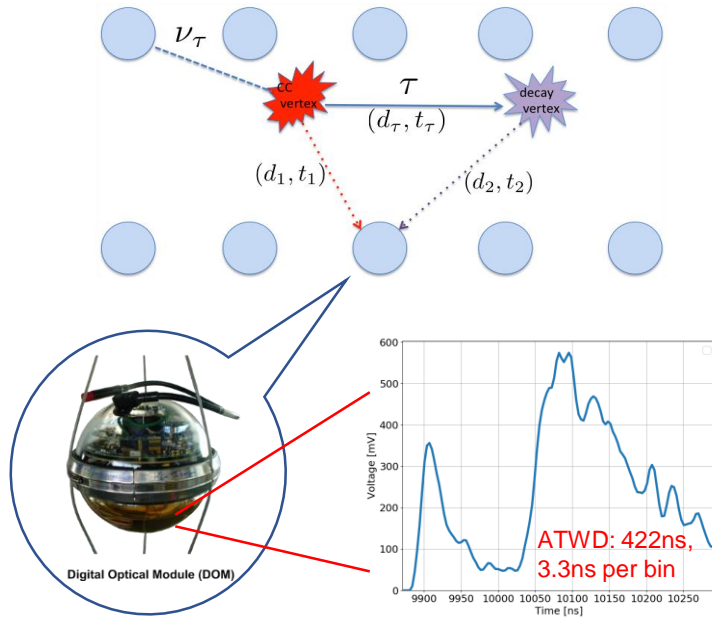 ν_τ
CC
vertex
τ
(d_τ, t_τ)
decay
vertex
(d_1, t_1)
(d_2, t_2)
Digital Optical Module (DOM)
600
500
400
300
200
100
0
Voltage [mV]
ATWD: 422ns,
3.3ns per bin
9900 9950 10000 10050 10100 10150 10200 10250
Time [ns]